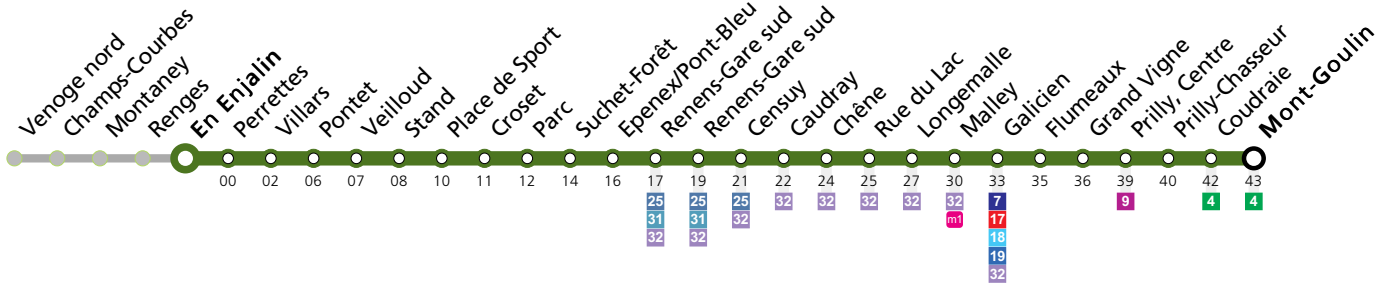 Venoge nord
Champs-Courbes
Montaney
Renges
En Enjalin
Perrettes
Villars
Pontet
Veilloud
Stand
Place de Sport
Croset
Parc
Suchet-Forêt
Epenex/Pont-Bleu
Renens-Gare sud
Renens-Gare sud
Censuy
Caudray
Chêne
Rue du Lac
Longemalle
Malley
Galicien
Flumeaux
Grand Vigne
Prilly, Centre
Prilly-Chasseur
Coudraie
Mont-Goulin
00 02 06 07 08 10 11 12 14 16 17 19 21 22 24 25 27 30 33 35 36 39 40 42 43
25 25 25 32 32 32 32 32 7 9 4 4
31 31 32 m1 17
32 32 18
19
32